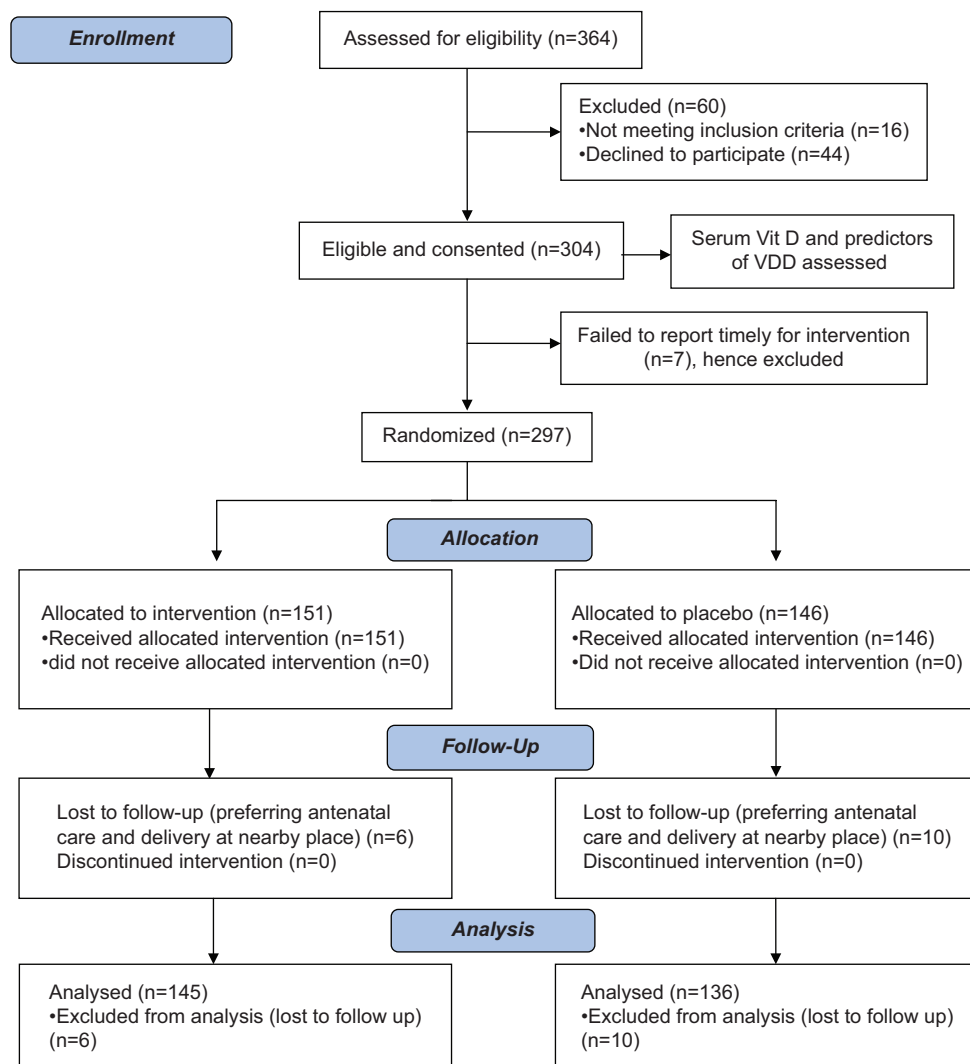 Enrollment
Assessed for eligibility (n=364)
Excluded (n=60)
•Not meeting inclusion criteria (n=16)
•Declined to participate (n=44)
Eligible and consented (n=304)
Serum Vit D and predictors
of VDD assessed
Failed to report timely for intervention
(n=7), hence excluded
Randomized (n=297)
Allocation
Allocated to intervention (n=151)
•Received allocated intervention (n=151)
•did not receive allocated intervention (n=0)
Allocated to placebo (n=146)
•Received allocated intervention (n=146)
•Did not receive allocated intervention (n=0)
Follow-Up
Lost to follow-up (preferring antenatal
care and delivery at nearby place) (n=6)
Discontinued intervention (n=0)
Lost to follow-up (preferring antenatal
care and delivery at nearby place) (n=10)
Discontinued intervention (n=0)
Analysis
Analysed (n=145)
•Excluded from analysis (lost to follow up)
(n=6)
Analysed (n=136)
•Excluded from analysis (lost to follow up)
(n=10)